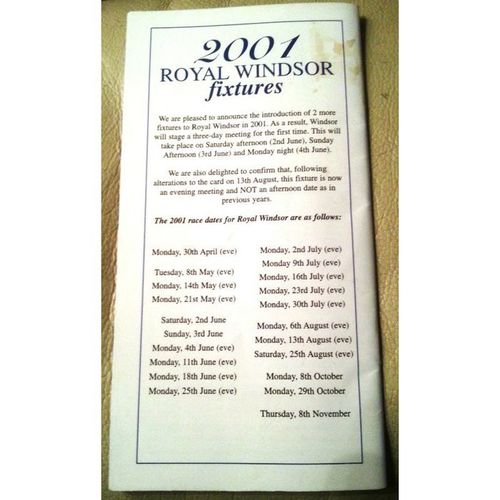 2001
ROYAL WINDSOR
fixtures
We are pleased to announce the introduction of 2 more
fixtures to Royal Windsor in 2001. As a result, Windsor
will stage a three-day meeting for the first time. This will
take place on Saturday afternoon (2nd June), Sunday
Afternoon (3rd June) and Monday night (4th June).
We are also delighted to confirm that, following
alterations to the card on 13th August, this fixture is now
an evening meeting and NOT an afternoon date as in
previous years.
The 2001 race dates for Royal Windsor are as follows:
Monday, 30th April (eve)
Tuesday, 8th May (eve)
Monday, 14th May (eve)
Monday, 21st May (eve)
Saturday, 2nd June
Sunday, 3rd June
Monday, 4th June (eve)
Monday, 11th June (eve)
Monday, 18th June (eve)
Monday, 25th June (eve)
Monday, 2nd July (eve)
Monday 9th July (eve)
Monday, 16th July (eve)
Monday, 23rd July (eve)
Monday, 30th July (eve)
Monday, 6th August (eve)
Monday, 13th August (eve)
Saturday, 25th August (eve)
Monday, 8th October
Monday, 29th October
Thursday, 8th November